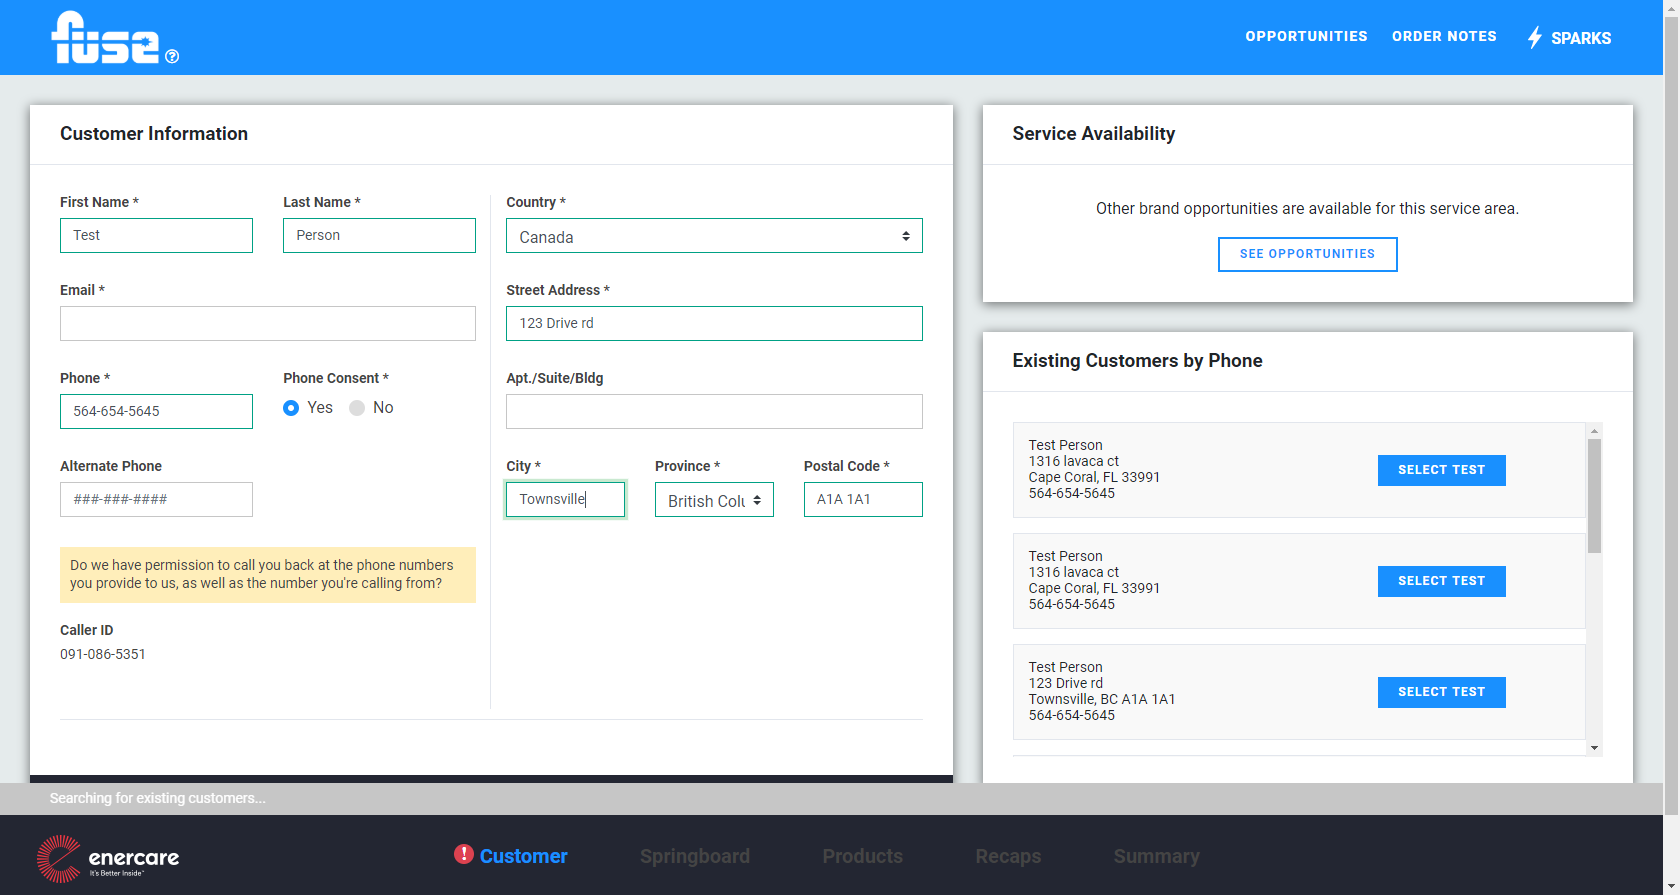 fuse
OPPORTUNITIES
ORDER NOTES
SPARKS
Customer Information
First Name *
Last Name *
Test
Person
Email *
Phone *
Phone Consent *
564-654-5645
Yes
No
Alternate Phone
###-###-####
Do we have permission to call you back at the phone numbers
you provide to us, as well as the number you're calling from?
Caller ID
091-086-5351
Country *
Canada
Street Address *
123 Drive rd
Apt./Suite/Bldg
City *
Province *
Postal Code *
Townsville
British Colu
A1A 1A1
Service Availability
Other brand opportunities are available for this service area.
SEE OPPORTUNITIES
Existing Customers by Phone
Test Person
1316 lavaca ct
Cape Coral, FL 33991
564-654-5645
SELECT TEST
Test Person
1316 lavaca ct
Cape Coral, FL 33991
564-654-5645
SELECT TEST
Test Person
123 Drive rd
Townsville, BC A1A 1A1
564-654-5645
SELECT TEST
Searching for existing customers...
enercare
It's Better Inside™
Customer
Springboard
Products
Recaps
Summary